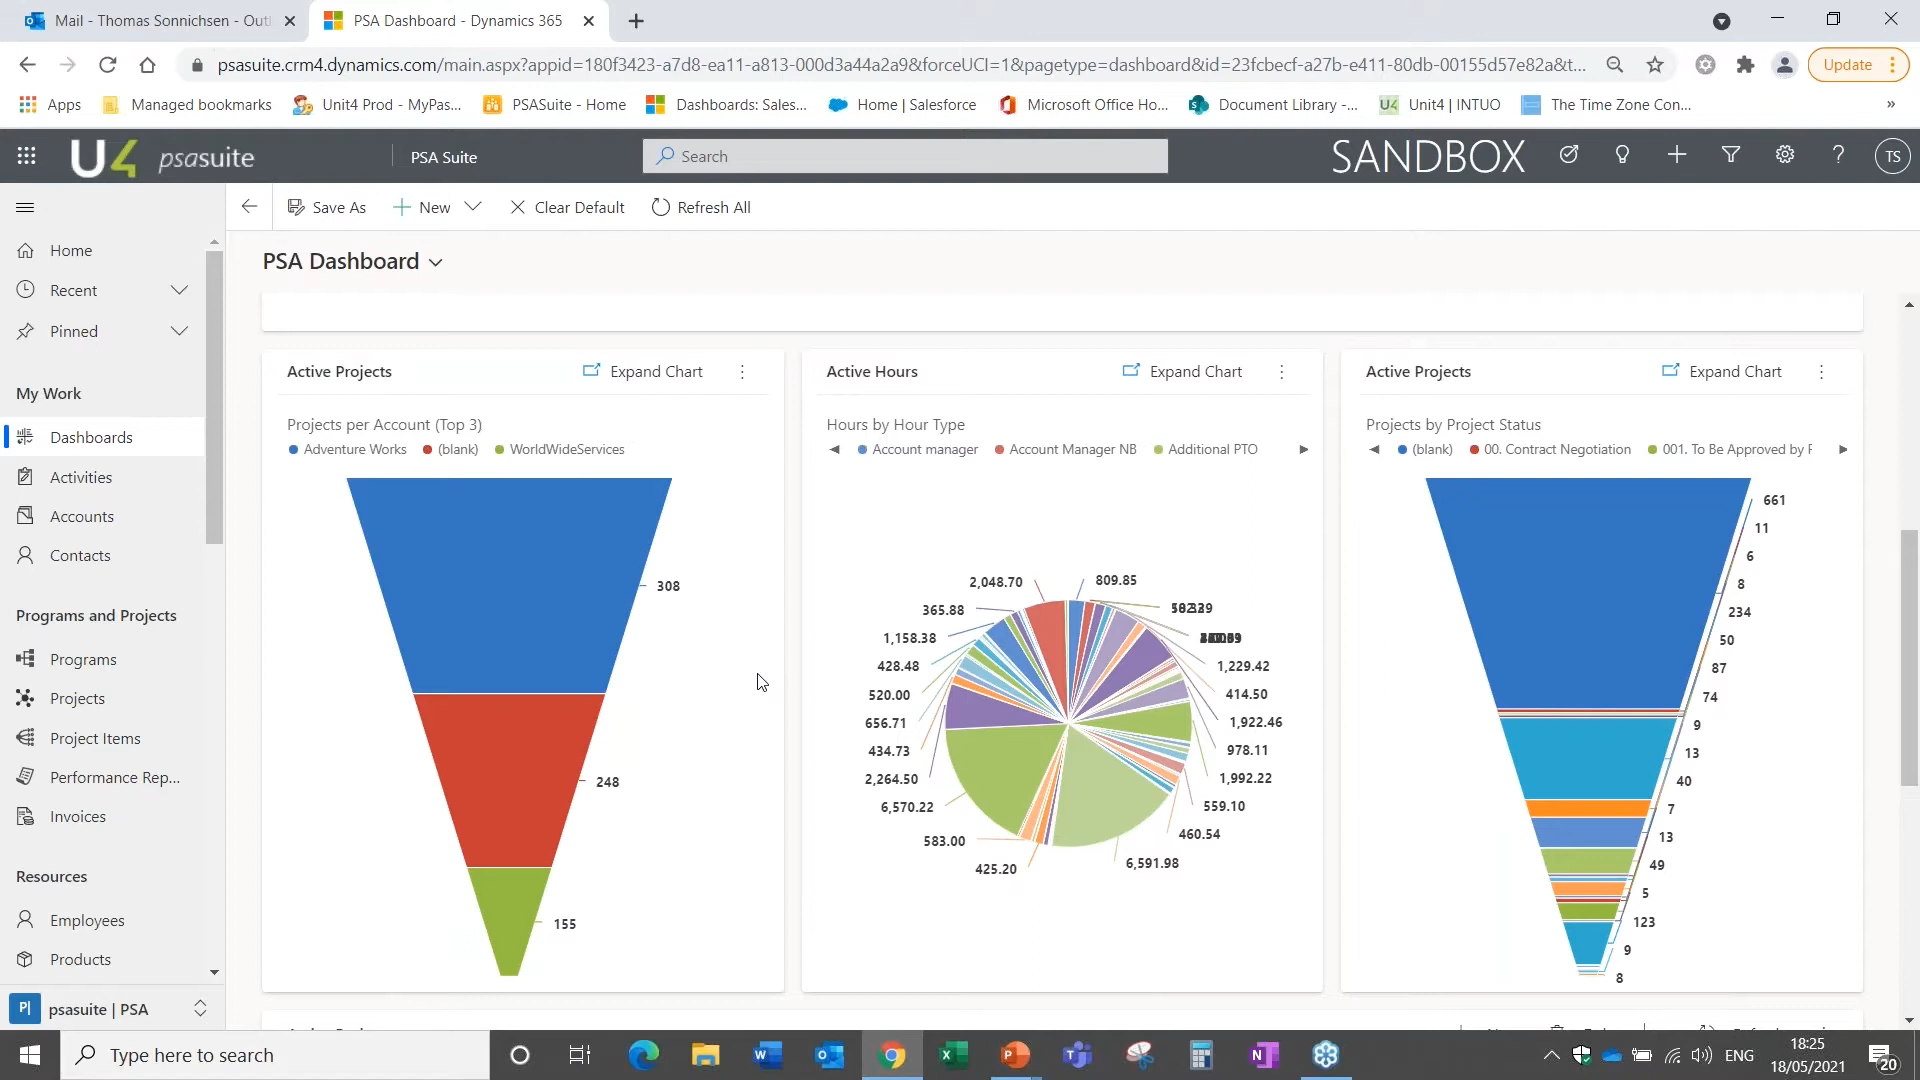 Mail - Thomas Sonnichsen - Outl
PSA Dashboard - Dynamics 365
psasuite.crm4.dynamics.com/main.aspx?appid=180f3423-a7d8-ea11-a813-000d3a44a2a9&forceUCI=1&pagetype=dashboard&id=23fcbecf-a27b-e411-80db-00155d57e82a&t...
Update
Apps
Managed bookmarks
Unit4 Prod - MyPas...
PSASuite - Home
Dashboards: Sales...
Home | Salesforce
Microsoft Office Ho...
Document Library -...
U4
Unit4 | INTUO
The Time Zone Con...
»
U4 psasuite
PSA Suite
Search
SANDBOX
TS
Save As
New
Clear Default
Refresh All
Home
Recent
Pinned
My Work
Dashboards
Activities
Accounts
Contacts
Programs and Projects
Programs
Projects
Project Items
Performance Rep...
Invoices
Resources
Employees
Products
P|
psasuite | PSA
PSA Dashboard
Active Projects
Expand Chart
Projects per Account (Top 3)
Adventure Works
(blank)
WorldWideServices
308
248
155
Active Hours
Expand Chart
Hours by Hour Type
Account manager
Account Manager NB
Additional PTO
2,048.70
809.85
365.88
1,158.38
428.48
1,229.42
520.00
414.50
656.71
1,922.46
434.73
978.11
2,264.50
1,992.22
6,570.22
559.10
583.00
460.54
425.20
6,591.98
Active Projects
Expand Chart
Projects by Project Status
(blank)
00. Contract Negotiation
001. To Be Approved by F
661
11
6
8
234
50
87
74
9
13
40
7
13
49
5
123
9
8
Type here to search
ENG
18:25
18/05/2021
20